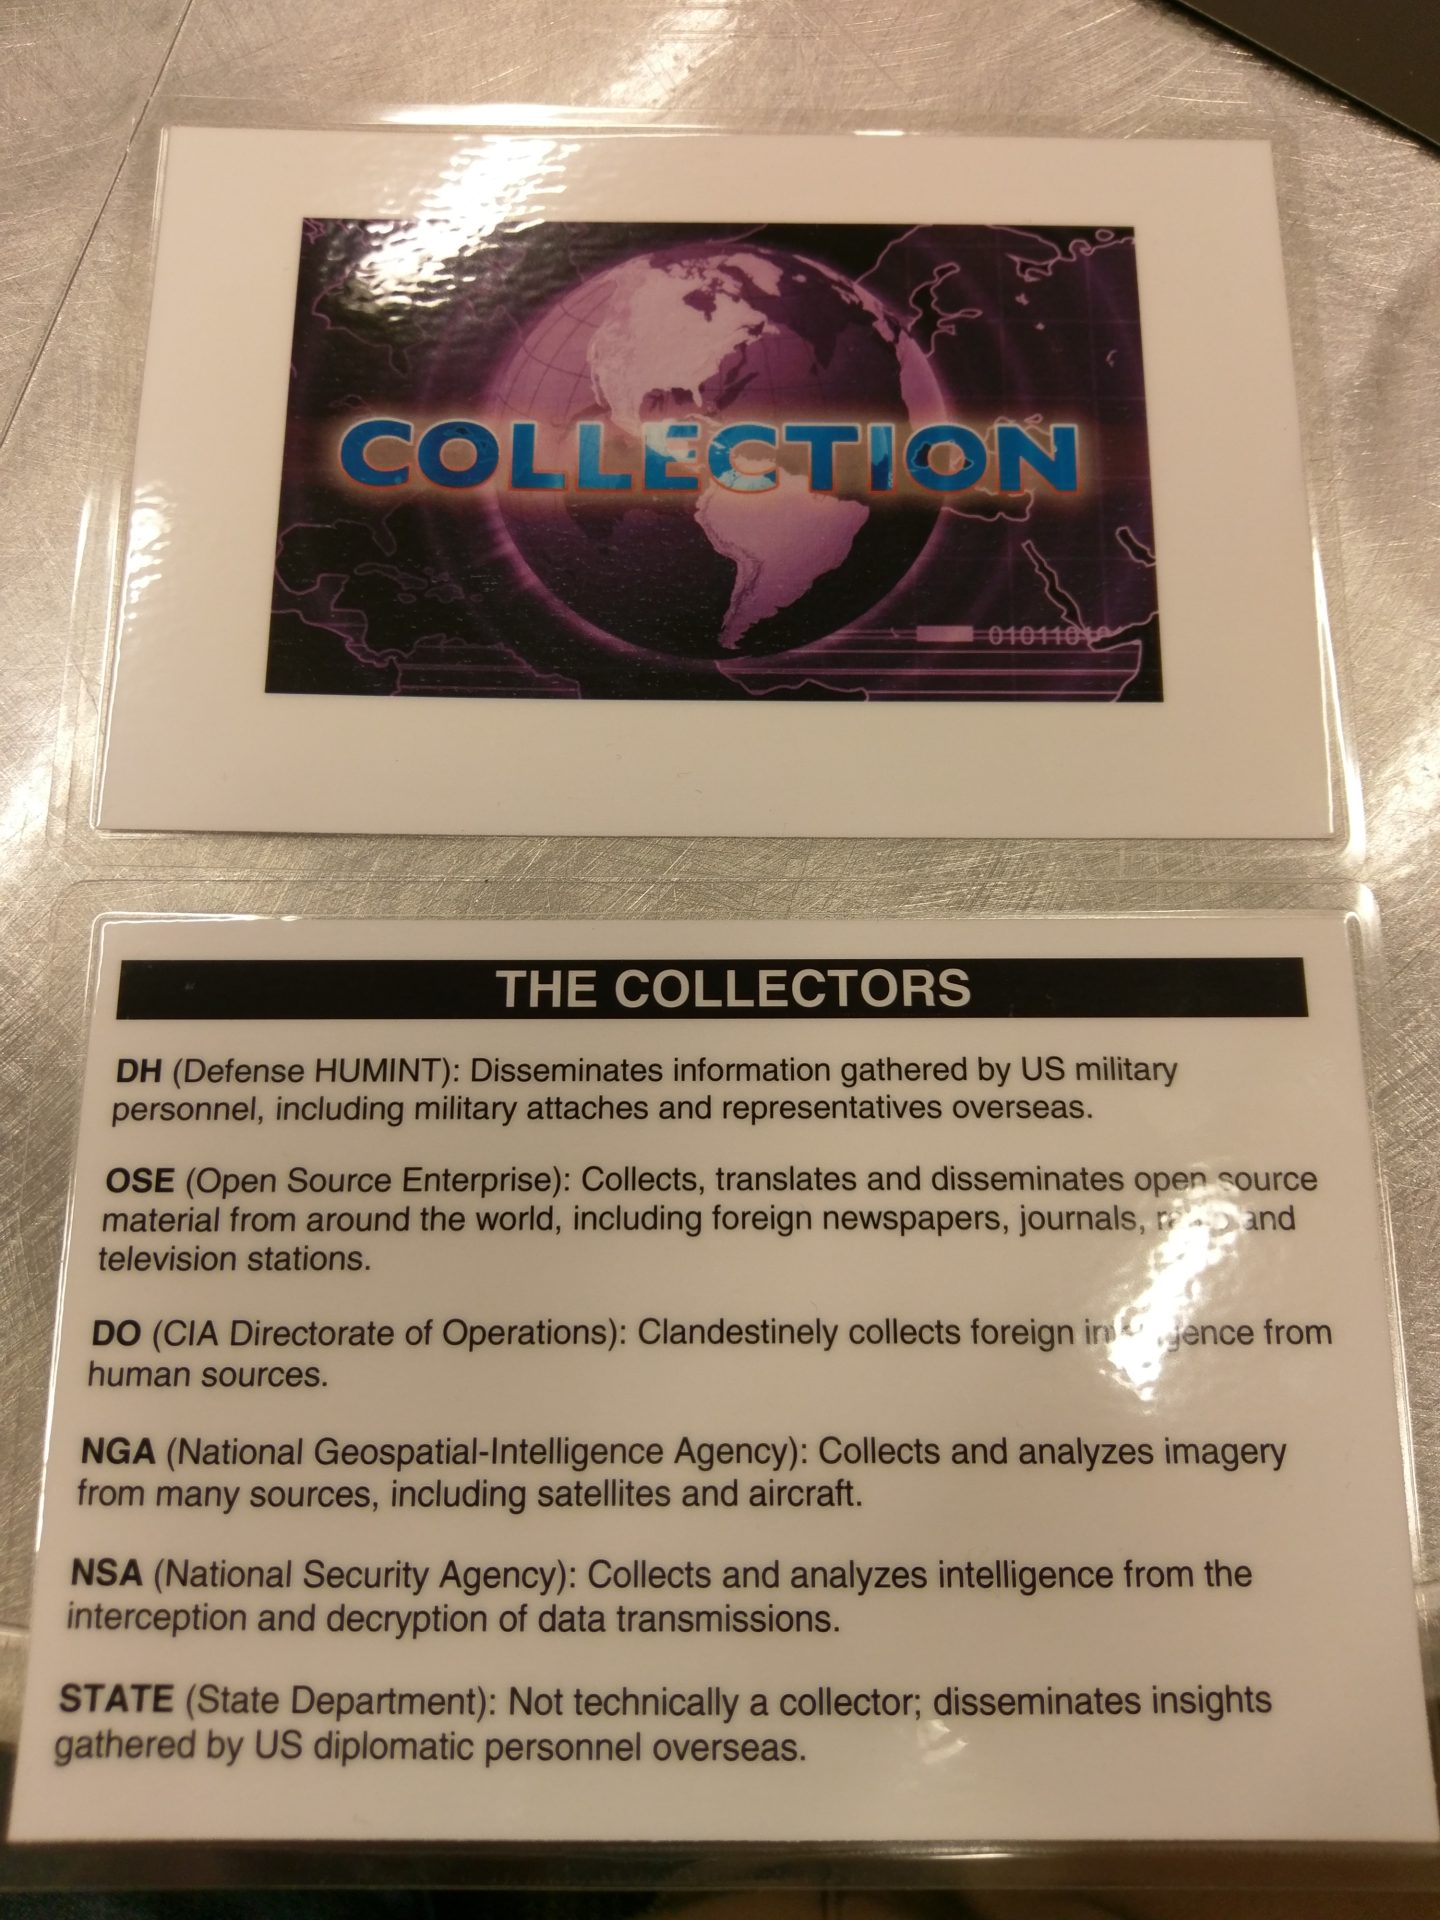 COLLECTION
THE COLLECTORS
DH (Defense HUMINT): Disseminates information gathered by US military
personnel, including military attaches and representatives overseas.
OSE (Open Source Enterprise): Collects, translates and disseminates open source
material from around the world, including foreign newspapers, journals, and
television stations.
DO (CIA Directorate of Operations): Clandestinely collects foreign intelligence from
human sources.
NGA (National Geospatial-Intelligence Agency): Collects and analyzes imagery
from many sources, including satellites and aircraft.
NSA (National Security Agency): Collects and analyzes intelligence from the
interception and decryption of data transmissions.
STATE (State Department): Not technically a collector; disseminates insights
gathered by US diplomatic personnel overseas.